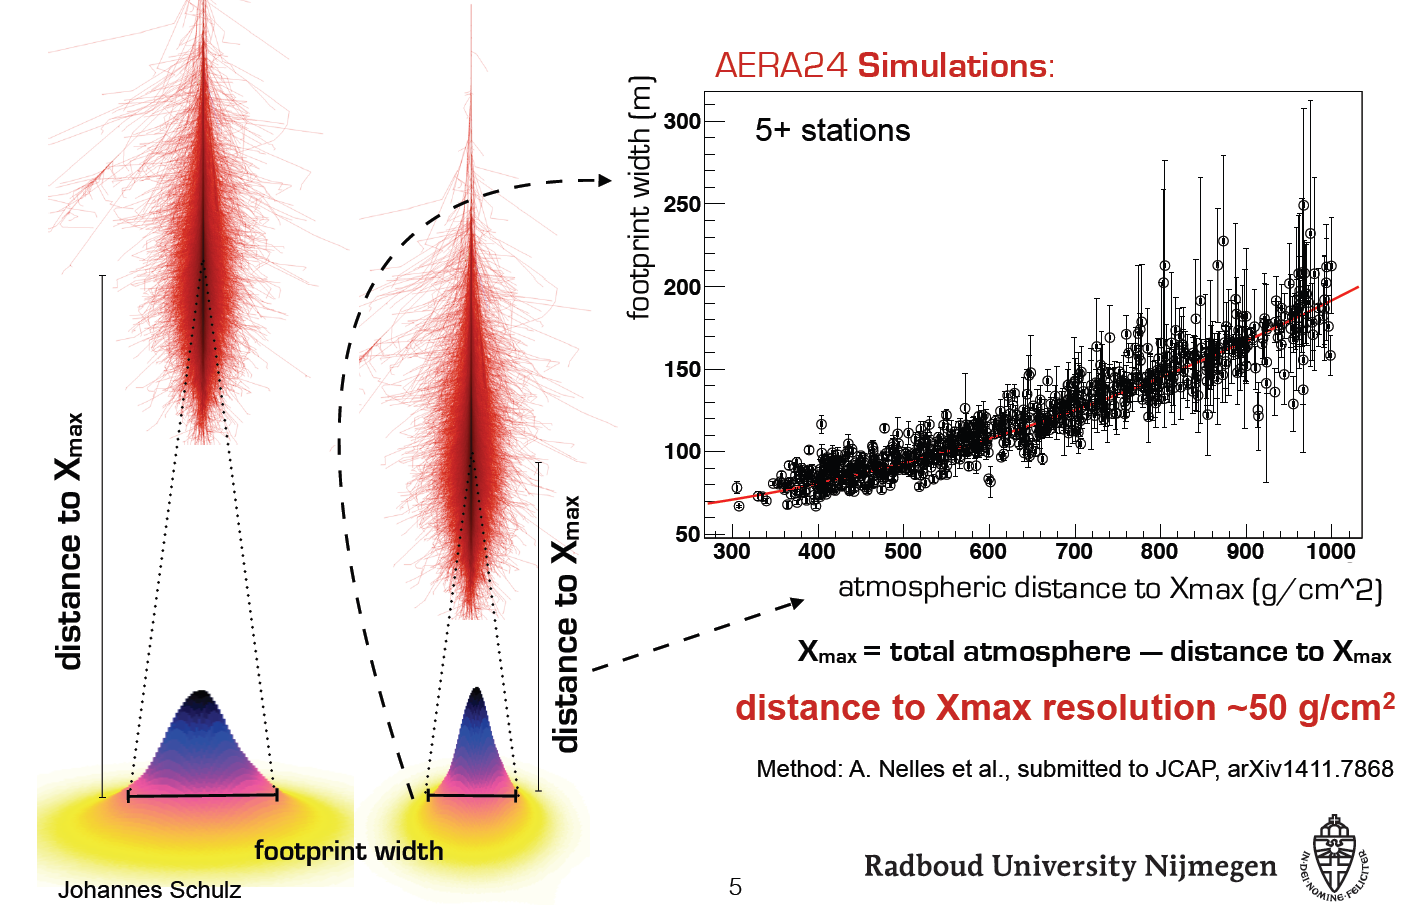 AERA24 Simulations:
5+ stations
footprint width (m)
300
250
200
150
100
50
300 400 500 600 700 800 900 1000
atmospheric distance to Xmax (g/cm^2)
distance to Xmax
distance to Xmax
Xmax = total atmosphere — distance to Xmax
distance to Xmax resolution ~50 g/cm²
Method: A. Nelles et al., submitted to JCAP, arXiv1411.7868
footprint width
Radboud University Nijmegen
IN·DEI·NOMINE·FELICITER
Johannes Schulz
5